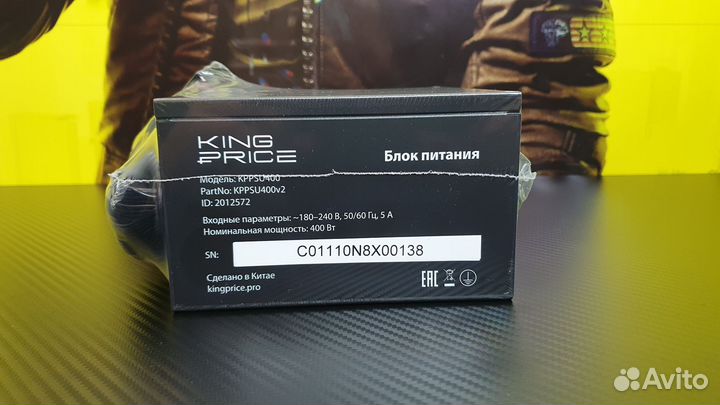 KING
PRICE
Блок питания
Модель: KPPSU400
PartNo: KPPSU400v2
ID: 2012572
Входные параметры: ~180–240 В, 50/60 Гц, 5 А
Номинальная мощность: 400 Вт
SN: C01110N8X00138
Сделано в Китае
kingprice.pro
EAC
Avito